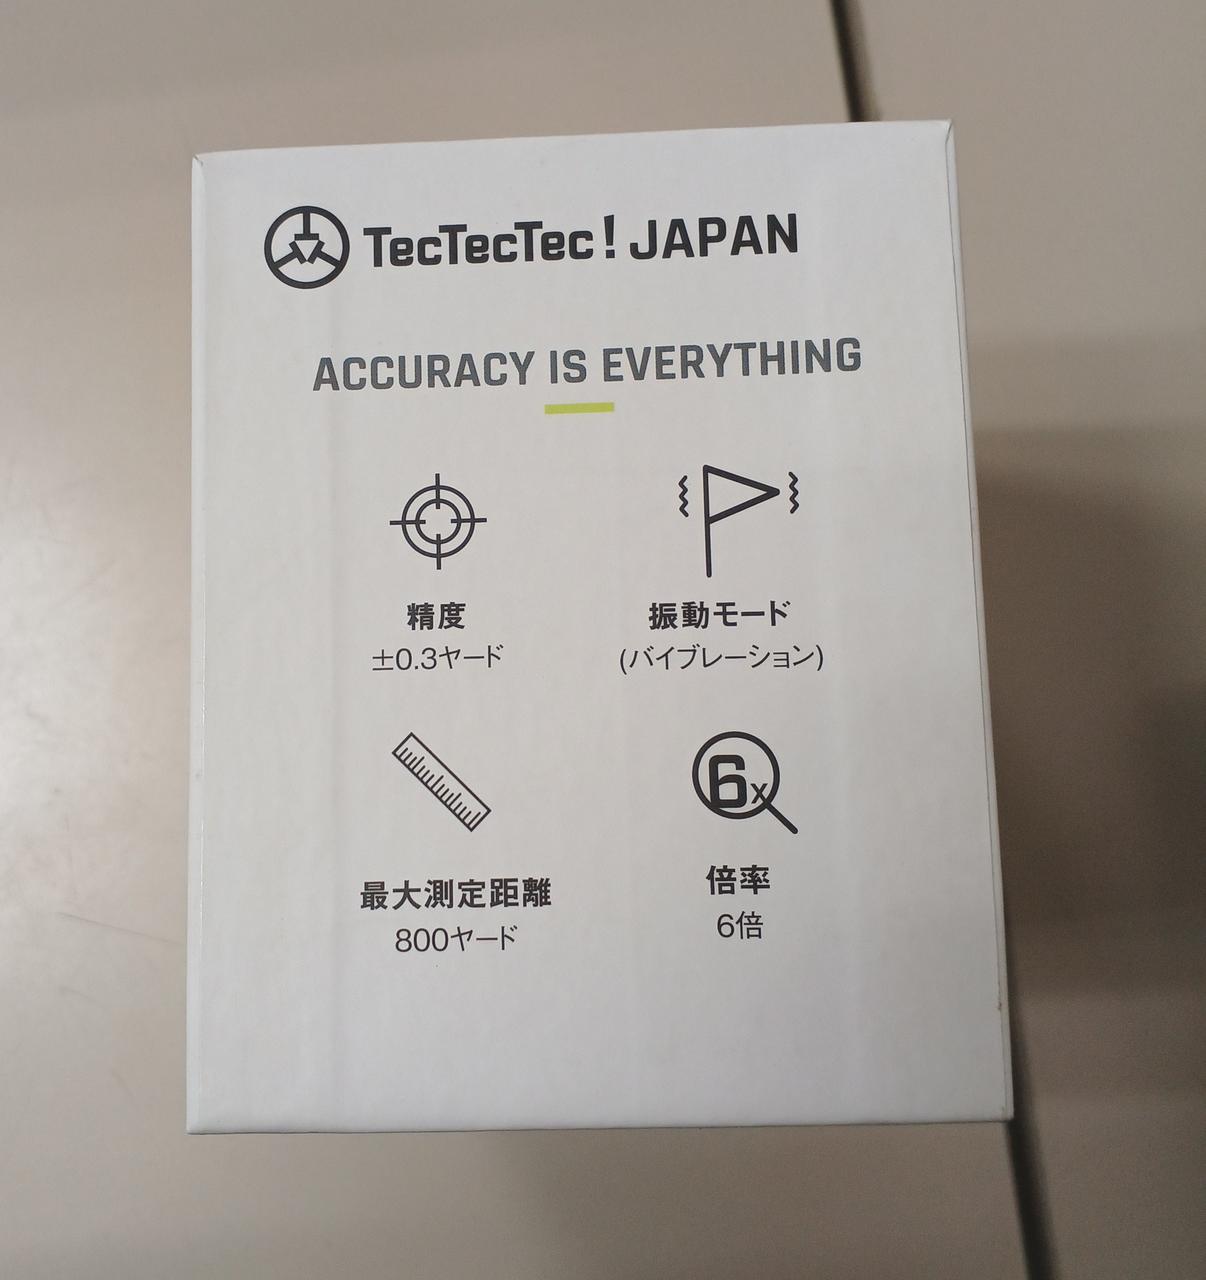 TecTecTec! JAPAN
ACCURACY IS EVERYTHING
精度
±0.3ヤード
振動モード
(バイブレーション)
6x
最大測定距離
800ヤード
倍率
6倍